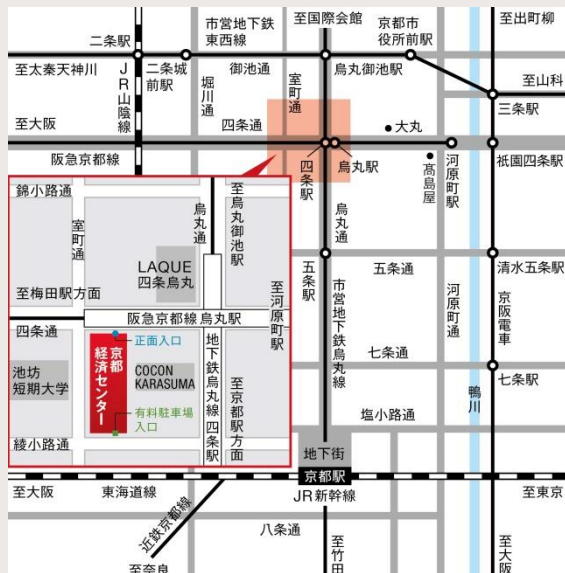 市営地下鉄
東西線
至国際会館
京都市
役所前駅
至出町柳
二条駅
至太秦天神川
JR山陰線
二条城
前駅
堀川通
御池通
室町通
烏丸御池駅
至山科
三条駅
至大阪
四条通
大丸
阪急京都線
四条駅
烏丸駅
髙島屋
河原町駅
祇園四条駅
錦小路通
室町通
烏丸通
至烏丸御池駅
LAQUE
四条烏丸
至梅田駅方面
阪急京都線 烏丸駅
至河原町駅
四条通
正面入口
京都
経済センター
池坊
短期大学
COCON
KARASUMA
地下鉄烏丸線 四条駅
至京都駅方面
有料駐車場
入口
綾小路通
烏丸通
五条駅
五条通
清水五条駅
市営地下鉄烏丸線
河原町通
京阪電車
七条通
七条駅
鴨川
塩小路通
地下街
京都駅
至大阪
東海道線
JR新幹線
至東京
近鉄京都線
八条通
至奈良
至竹田
至大阪